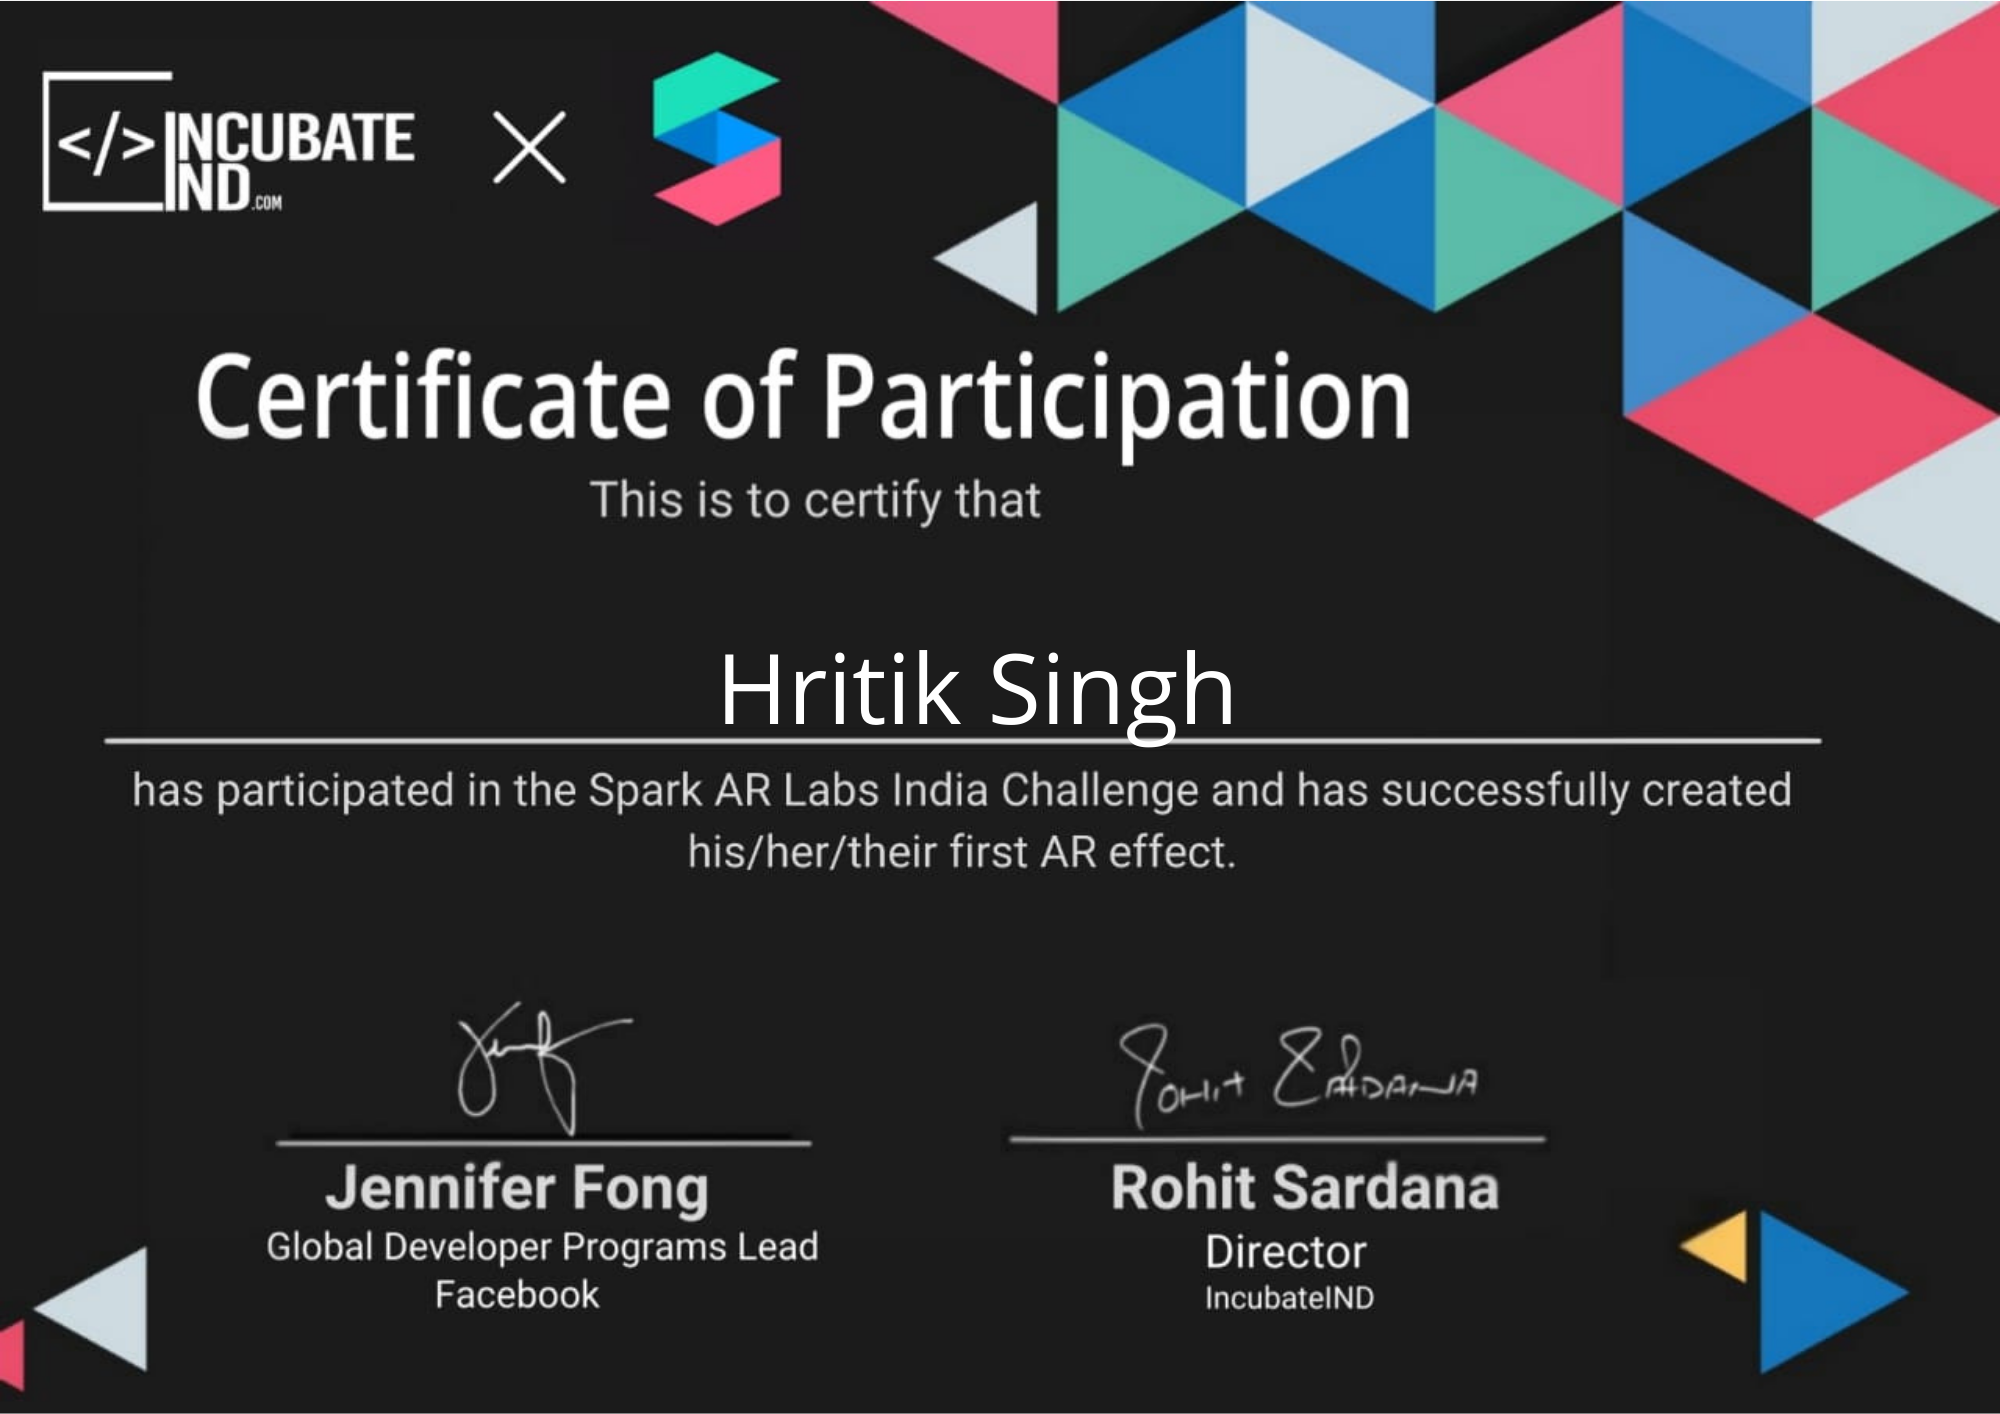 </> INCUBATE
IND.COM
Certificate of Participation
This is to certify that
Hritik Singh
has participated in the Spark AR Labs India Challenge and has successfully created
his/her/their first AR effect.
Rohit Sardana
Jennifer Fong
Global Developer Programs Lead
Facebook
Rohit Sardana
Director
IncubateIND